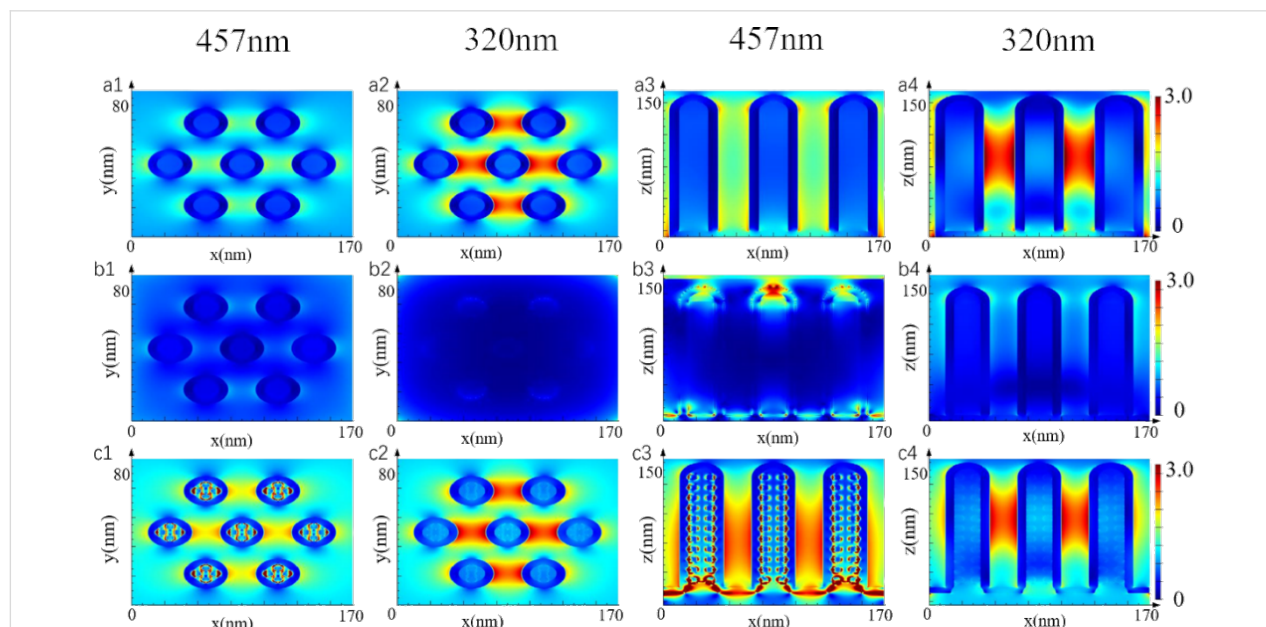 457nm 320nm 457nm 320nm
a1 a2 a3 a4
80 80 150 150 3.0
y(nm) y(nm) z(nm) z(nm)
0
0 170 0 170 0 170 0 170
x(nm) x(nm) x(nm) x(nm)
b1 b2 b3 b4
80 80 150 150 3.0
y(nm) y(nm) z(nm) z(nm)
0
0 170 0 170 0 170 0 170
x(nm) x(nm) x(nm) x(nm)
c1 c2 c3 c4
80 80 150 150 3.0
y(nm) y(nm) z(nm) z(nm)
0
0 170 0 170 0 170 0 170
x(nm) x(nm) x(nm) x(nm)